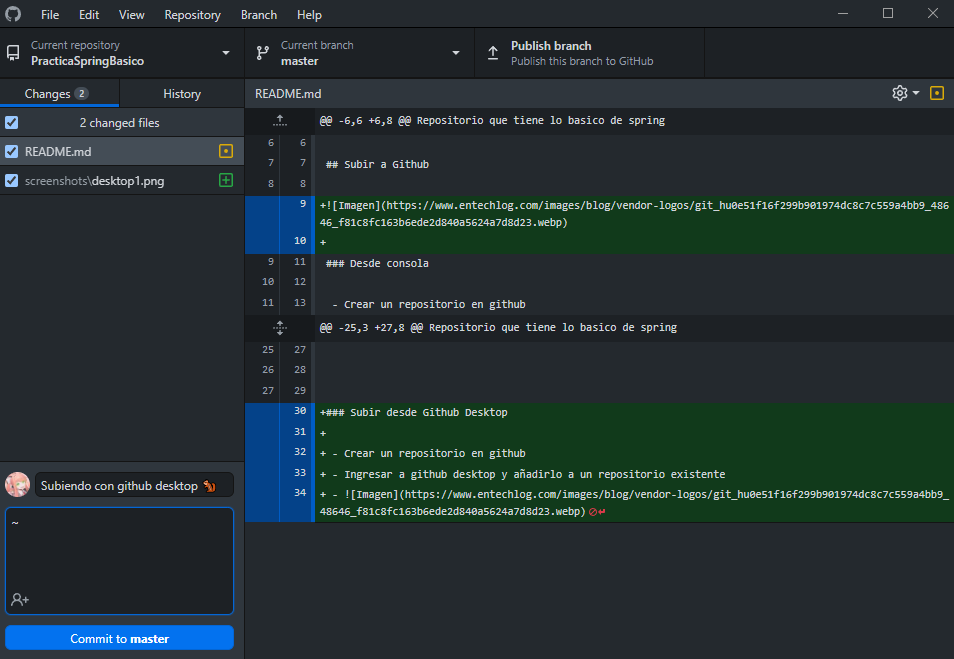 File Edit View Repository Branch Help
Current repository
PracticaSpringBasico
Current branch
master
Publish branch
Publish this branch to GitHub
Changes 2 History
2 changed files
README.md
screenshots\desktop1.png
README.md
@@ -6,6 +6,8 @@ Repositorio que tiene lo basico de spring
6 6
7 7 ## Subir a Github
8 8
9 +![Imagen](https://www.entechlog.com/images/blog/vendor-logos/git_hu0e51f16f299b901974dc8c7c559a4bb9_486
46_f81c8fc163b6ede2d840a5624a7d8d23.webp)
10 +
9 11 ### Desde consola
10 12
11 13 - Crear un repositorio en github
@@ -25,3 +27,8 @@ Repositorio que tiene lo basico de spring
25 27
26 28
27 29
30 +### Subir desde Github Desktop
31 +
32 + - Crear un repositorio en github
33 + - Ingresar a github desktop y añadirlo a un repositorio existente
34 + - ![Imagen](https://www.entechlog.com/images/blog/vendor-logos/git_hu0e51f16f299b901974dc8c7c559a4bb9_
48646_f81c8fc163b6ede2d840a5624a7d8d23.webp)
Subiendo con github desktop 🐿
~
Commit to master